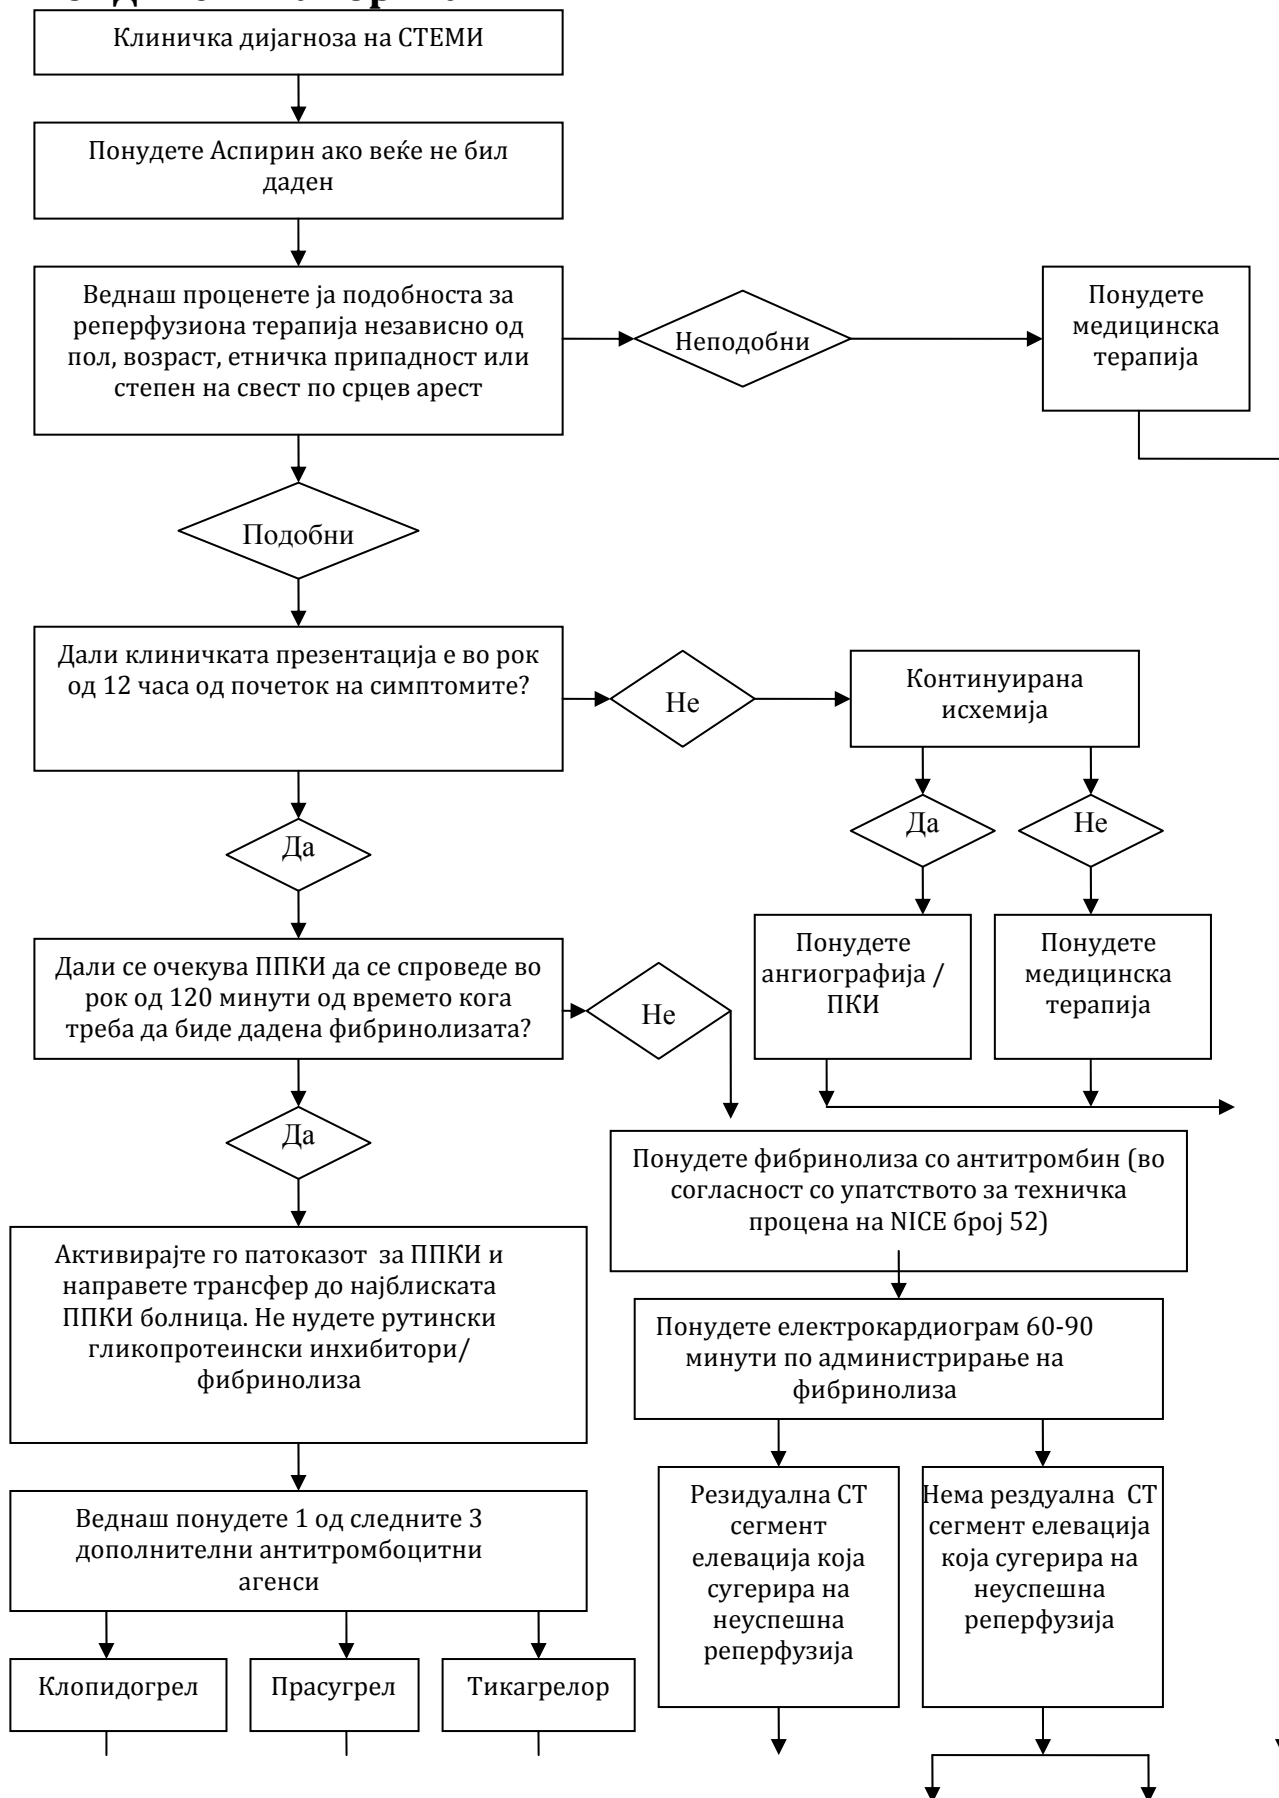 Клиничка дијагноза на СТЕМИ
Понудете Аспирин ако веќе не бил
даден
Веднаш проценете ја подобноста за
реперфузиона терапија независно од
пол, возраст, етничка припадност или
степен на свест по срцев арест
Неподобни
Понудете
медицинска
терапија
Подобни
Дали клиничката презентација е во рок
од 12 часа од почеток на симптомите?
Не
Континуирана
исхемија
Да
Да
Не
Дали се очекува ППКИ да се спроведе во
рок од 120 минути од времето кога
треба да биде дадена фибринолизата?
Не
Понудете
ангиографија /
ПКИ
Понудете
медицинска
терапија
Да
Понудете фибринолиза со антитромбин (во
согласност со упатството за техничка
процена на NICE број 52)
Активирајте го патоказот за ППКИ и
направете трансфер до најблиската
ППКИ болница. Не нудете рутински
гликопротеински инхибитори/
фибринолиза
Понудете електрокардиограм 60-90
минути по администрирање на
фибринолиза
Веднаш понудете 1 од следните 3
дополнителни антитромбоцитни
агенси
Резидуална СТ
сегмент
елевација која
сугерира на
неуспешна
реперфузија
Нема рездуална СТ
сегмент елевација
која сугерира на
неуспешна
реперфузија
Клопидогрел
Прасугрел
Тикагрелор